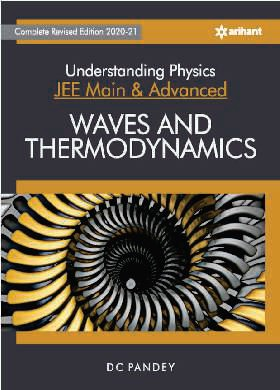 Complete Revised Edition 2020-21
arihant
Understanding Physics
JEE Main & Advanced
WAVES AND
THERMODYNAMICS
DC PANDEY